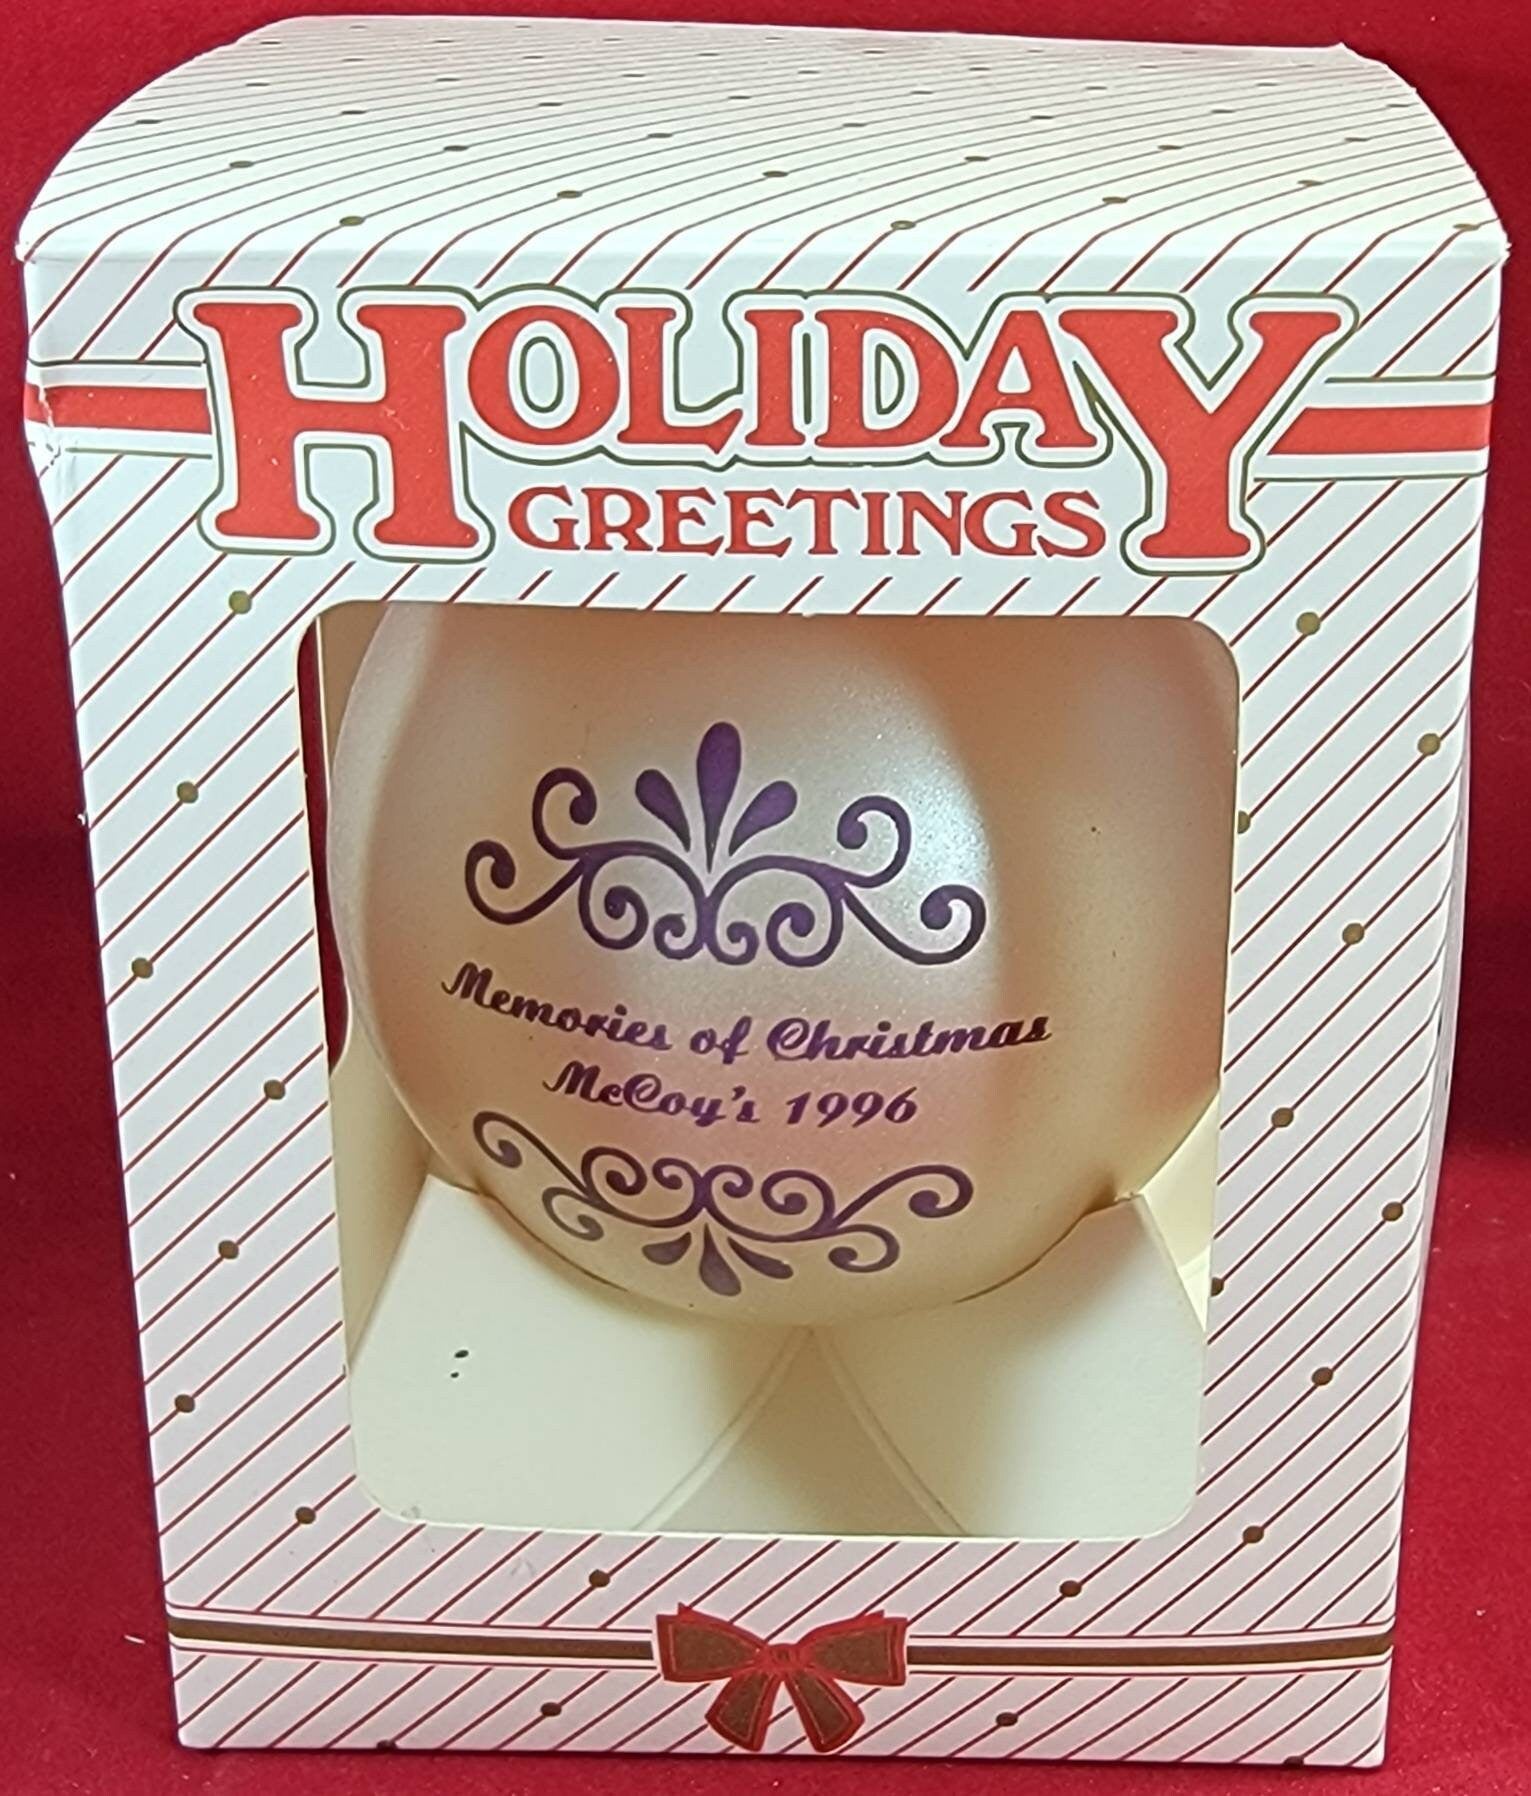 HOLIDAY
GREETINGS
Memories of Christmas
McCoy's 1996